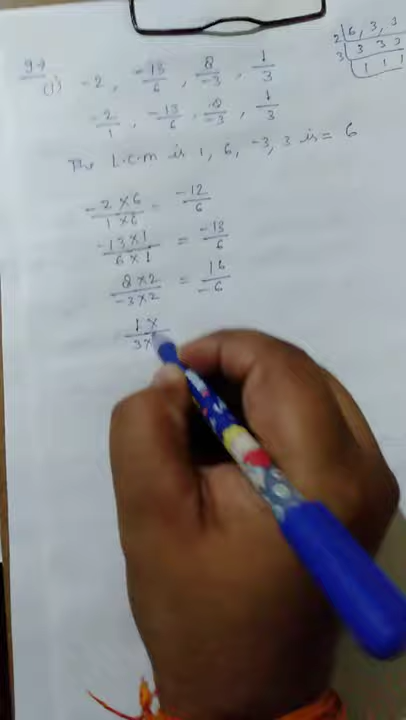 9.7
(i) -2, -13/6, 8/-3, 1/3
-2/1, -13/6, 8/-3, 1/3
The L.C.M is 1, 6, -3, 3 is = 6
-2×6/1×6 = -12/6
-13×1/6×1 = -13/6
8×2/-3×2 = 16/-6
1×/3×
2 6, 3, 3
3 3 3 3
1 1 1